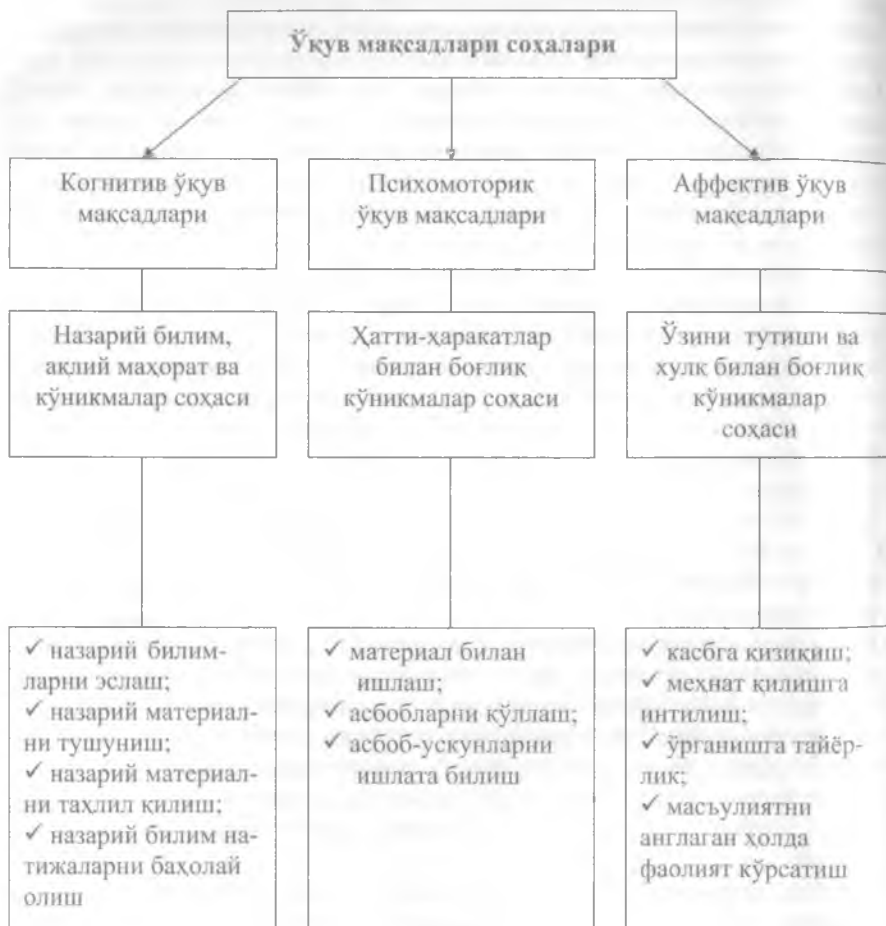 Ўқув мақсадлари соҳалари
Когнитив ўқув
мақсадлари
Психомоторик
ўқув мақсадлари
Аффектив ўқув
мақсадлари
Назарий билим,
ақлий маҳорат ва
кўникмалар соҳаси
Ҳатти-ҳаракатлар
билан боғлиқ
кўникмалар соҳаси
Ўзини тутиши ва
хулқ билан боғлиқ
кўникмалар
соҳаси
✓ назарий билим-
ларни эслаш;
✓ назарий материал-
ни тушуниш;
✓ назарий материал-
ни таҳлил қилиш;
✓ назарий билим на-
тижаларни баҳолай
олиш
✓ материал билан
ишлаш;
✓ асбобларни қўллаш;
✓ асбоб-ускунларни
ишлата билиш
✓ касбга қизиқиш;
✓ меҳнат қилишга
интилиш;
✓ ўрганишга тайёр-
лик;
✓ масъулиятни
англаган ҳолда
фаолият кўрсатиш